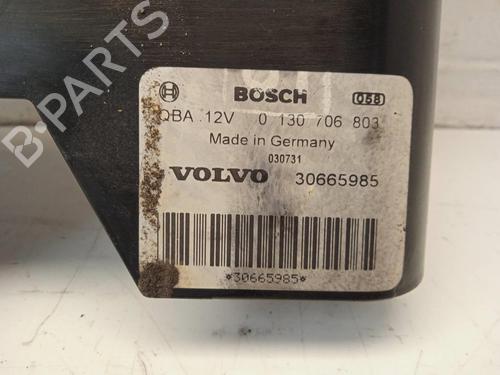 B-PARTS
BOSCH 058
QBA 12V 0 130 706 803
Made in Germany
030731
VOLVO 30665985
*30665985*